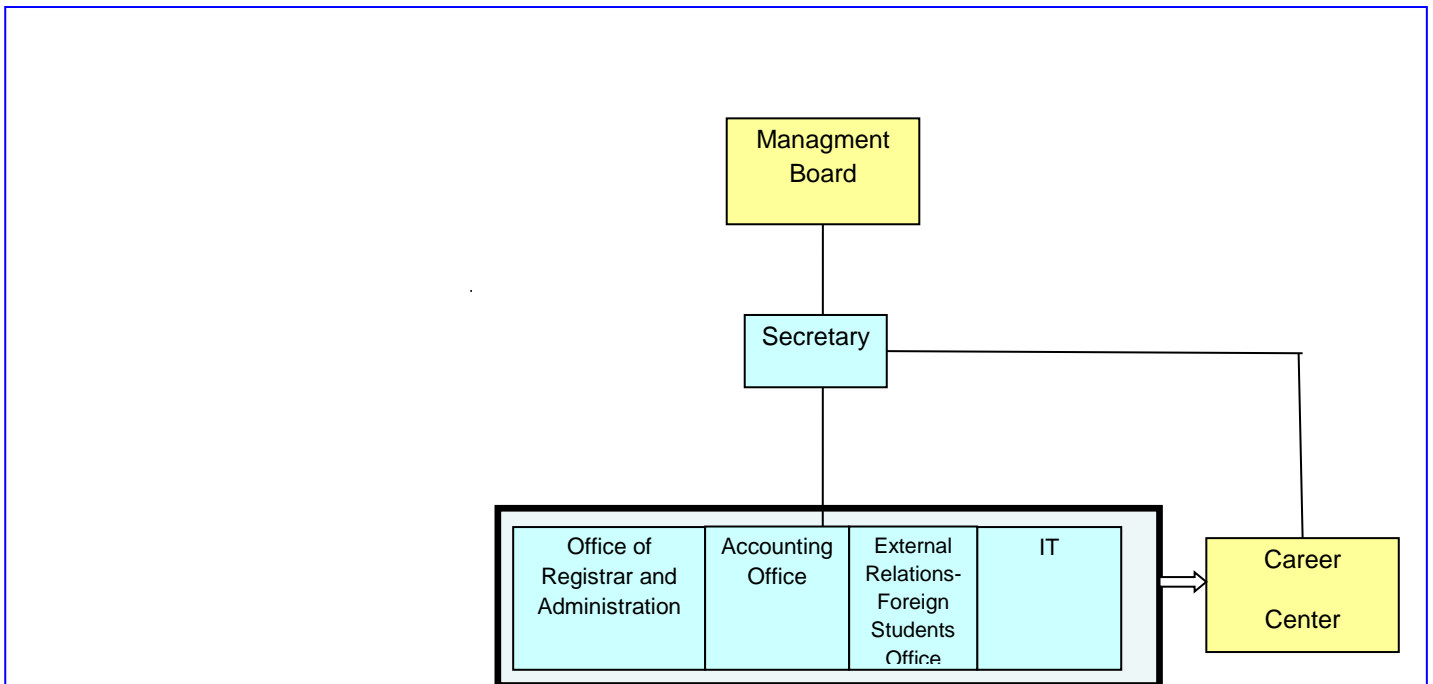 Managment
Board
Secretary
Office of
Registrar and
Administration
Accounting
Office
External
Relations-
Foreign
Students
Office
IT
Career
Center